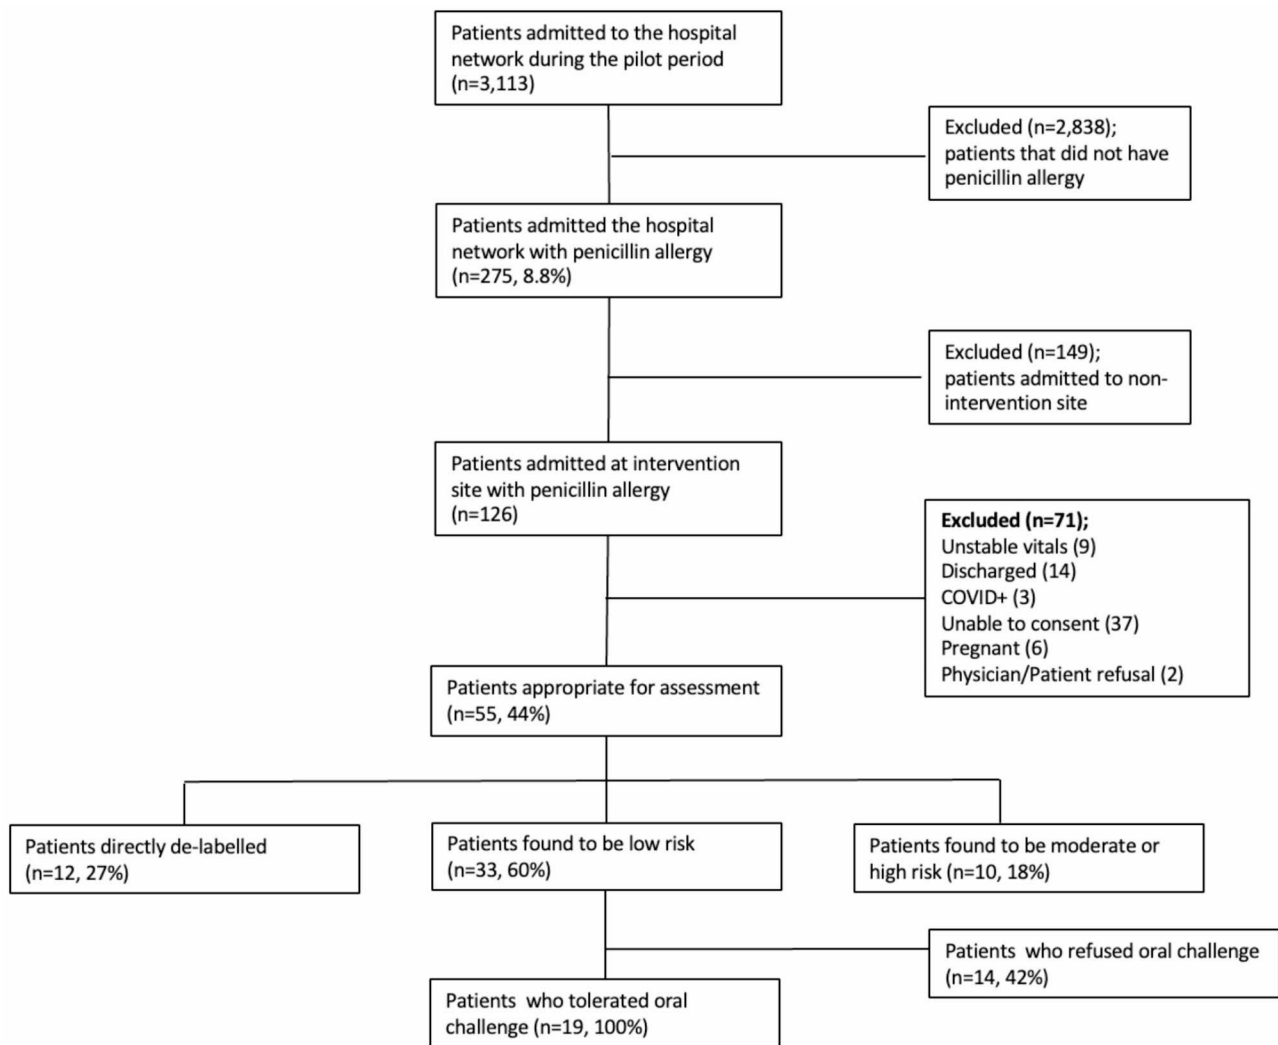 Patients admitted to the hospital
network during the pilot period
(n=3,113)
Excluded (n=2,838);
patients that did not have
penicillin allergy
Patients admitted the hospital
network with penicillin allergy
(n=275, 8.8%)
Excluded (n=149);
patients admitted to non-
intervention site
Patients admitted at intervention
site with penicillin allergy
(n=126)
Excluded (n=71);
Unstable vitals (9)
Discharged (14)
COVID+ (3)
Unable to consent (37)
Pregnant (6)
Physician/Patient refusal (2)
Patients appropriate for assessment
(n=55, 44%)
Patients directly de-labelled
(n=12, 27%)
Patients found to be low risk
(n=33, 60%)
Patients found to be moderate or
high risk (n=10, 18%)
Patients who refused oral challenge
(n=14, 42%)
Patients who tolerated oral
challenge (n=19, 100%)